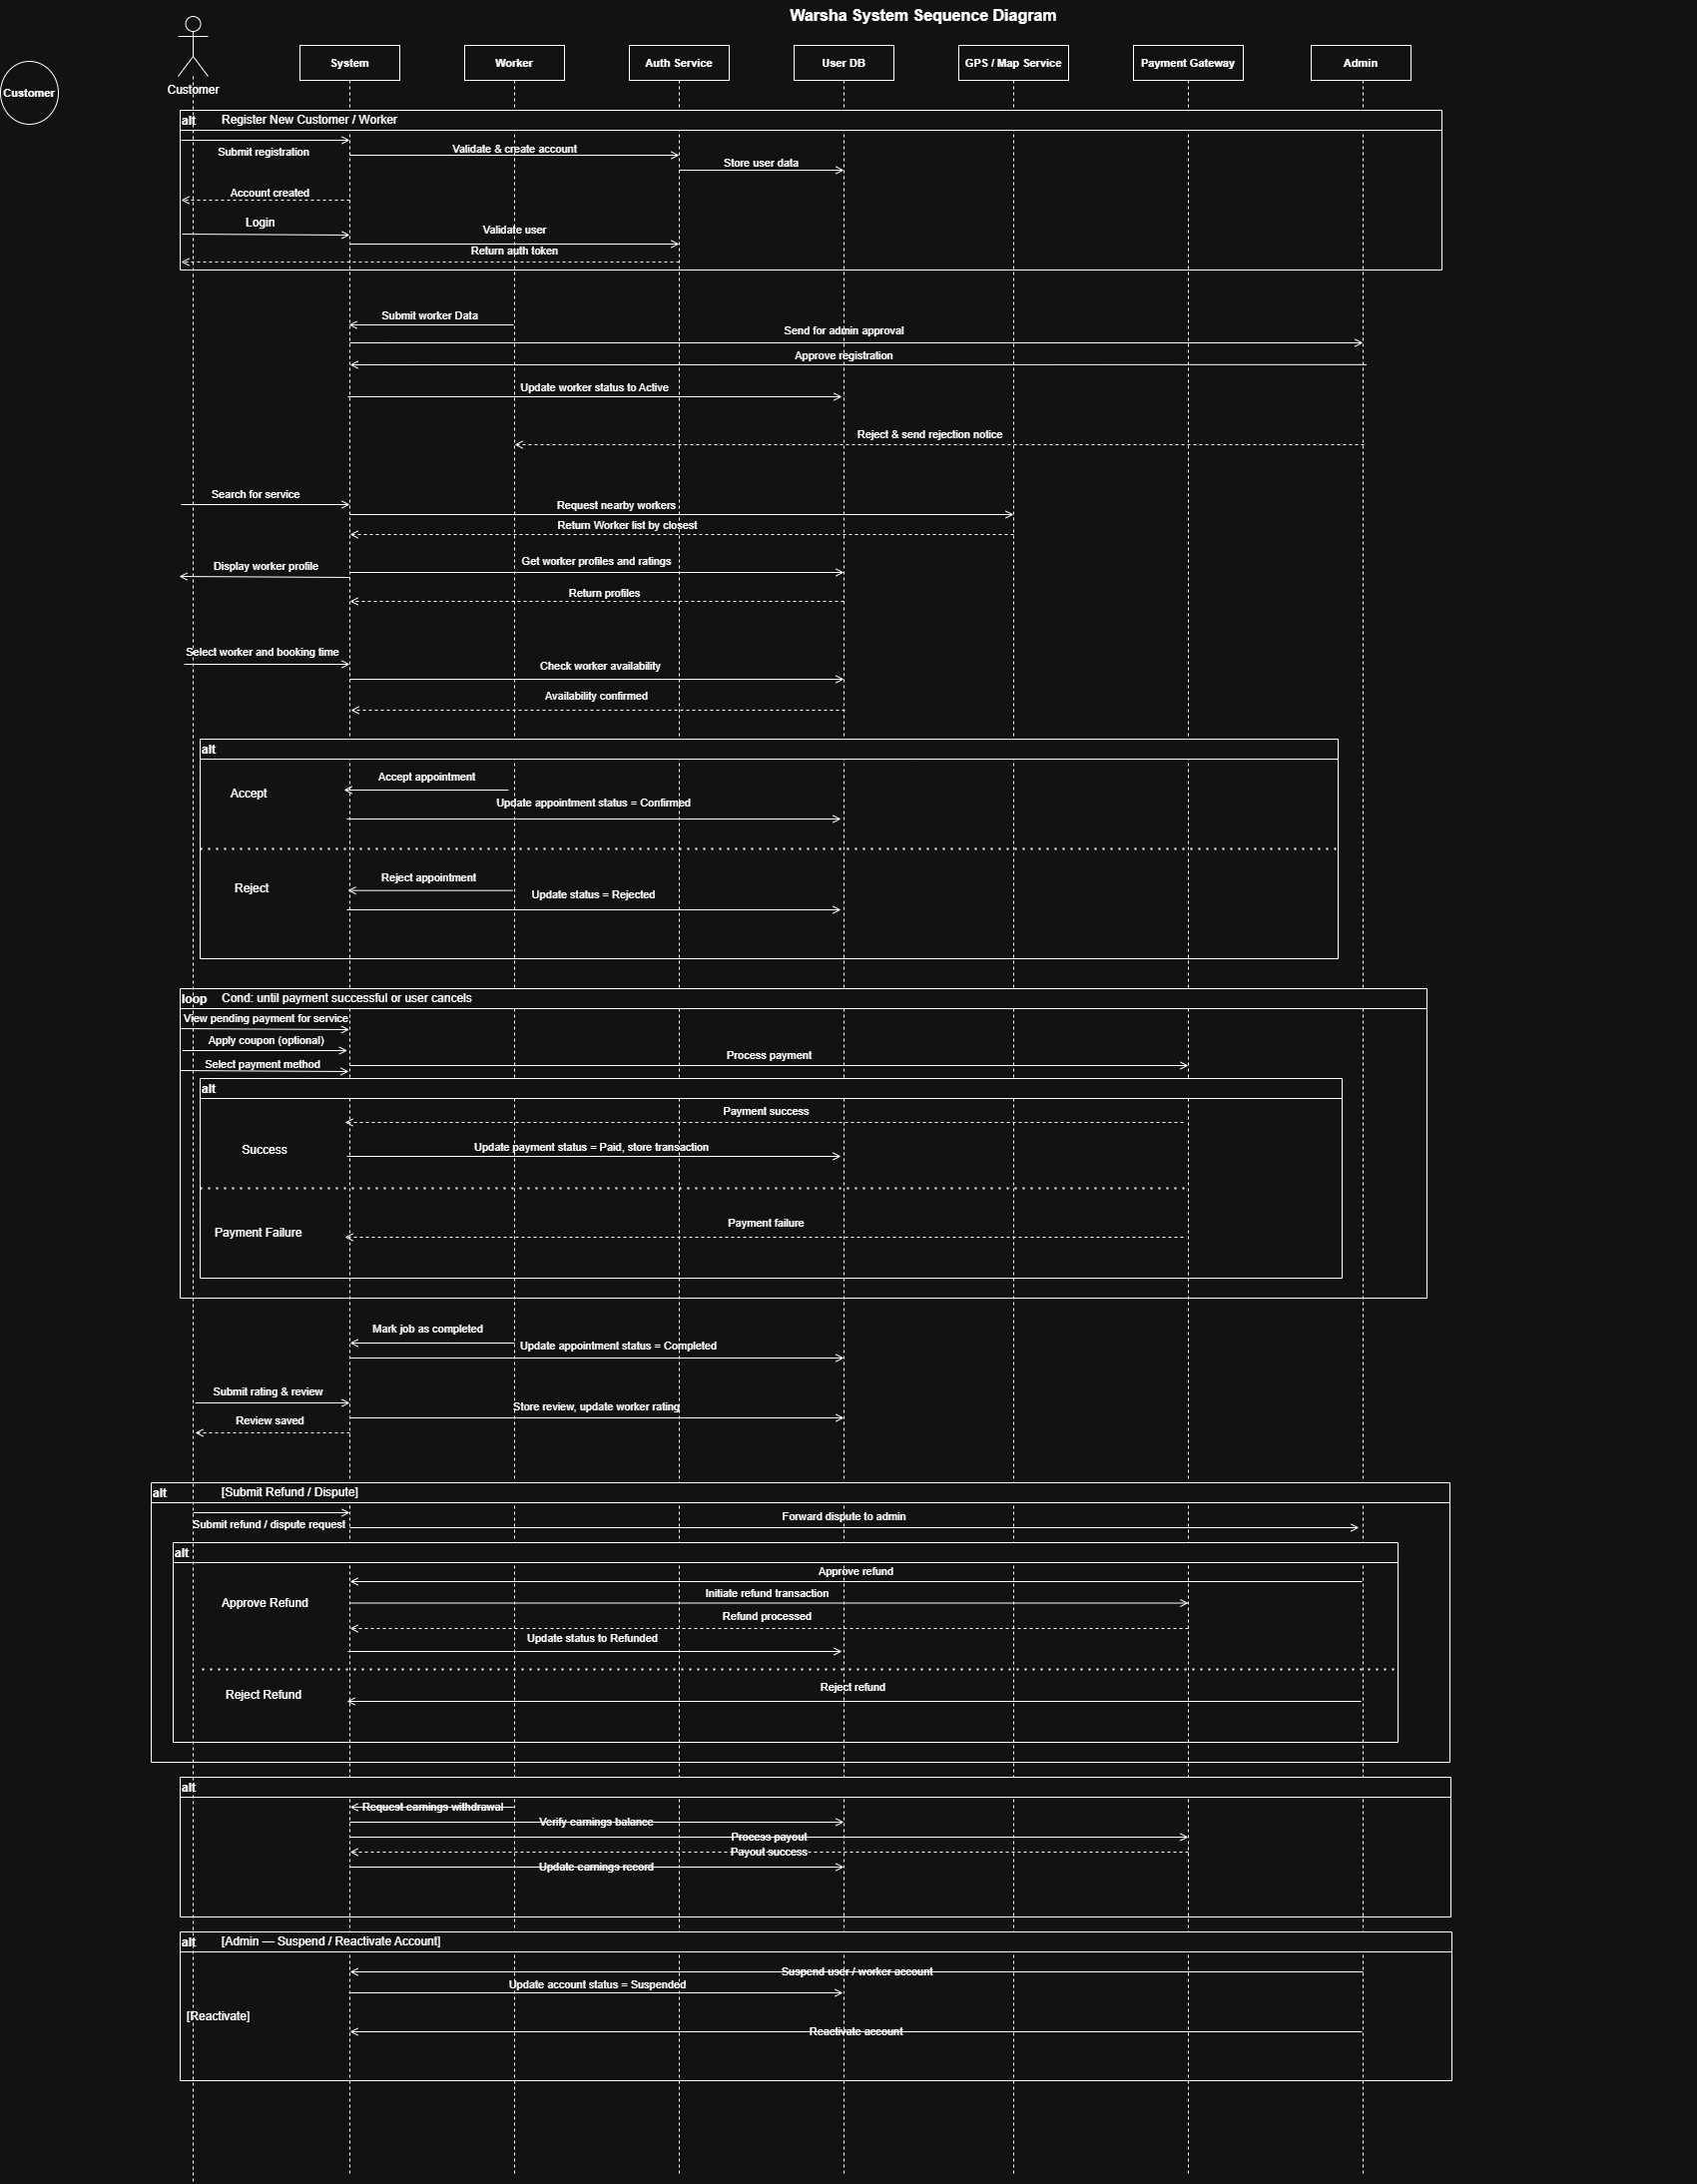 Warsha System Sequence Diagram
System
Worker
Auth Service
User DB
GPS / Map Service
Payment Gateway
Admin
Customer
Customer
alt
Register New Customer / Worker
Submit registration
Validate & create account
Store user data
Account created
Login
Validate user
Return auth token
Submit worker Data
Send for admin approval
Approve registration
Update worker status to Active
Reject & send rejection notice
Search for service
Request nearby workers
Return Worker list by closest
Display worker profile
Get worker profiles and ratings
Return profiles
Select worker and booking time
Check worker availability
Availability confirmed
alt
Accept appointment
Accept
Update appointment status = Confirmed
Reject appointment
Reject
Update status = Rejected
loop
Cond: until payment successful or user cancels
View pending payment for service
Apply coupon (optional)
Select payment method
Process payment
alt
Payment success
Success
Update payment status = Paid, store transaction
Payment failure
Payment Failure
Mark job as completed
Update appointment status = Completed
Submit rating & review
Store review, update worker rating
Review saved
alt
[Submit Refund / Dispute]
Submit refund / dispute request
Forward dispute to admin
alt
Approve refund
Approve Refund
Initiate refund transaction
Refund processed
Update status to Refunded
Reject refund
Reject Refund
alt
Request earnings withdrawal
Verify earnings balance
Process payout
Payout success
Update earnings record
alt
[Admin — Suspend / Reactivate Account]
Suspend user / worker account
Update account status = Suspended
[Reactivate]
Reactivate account